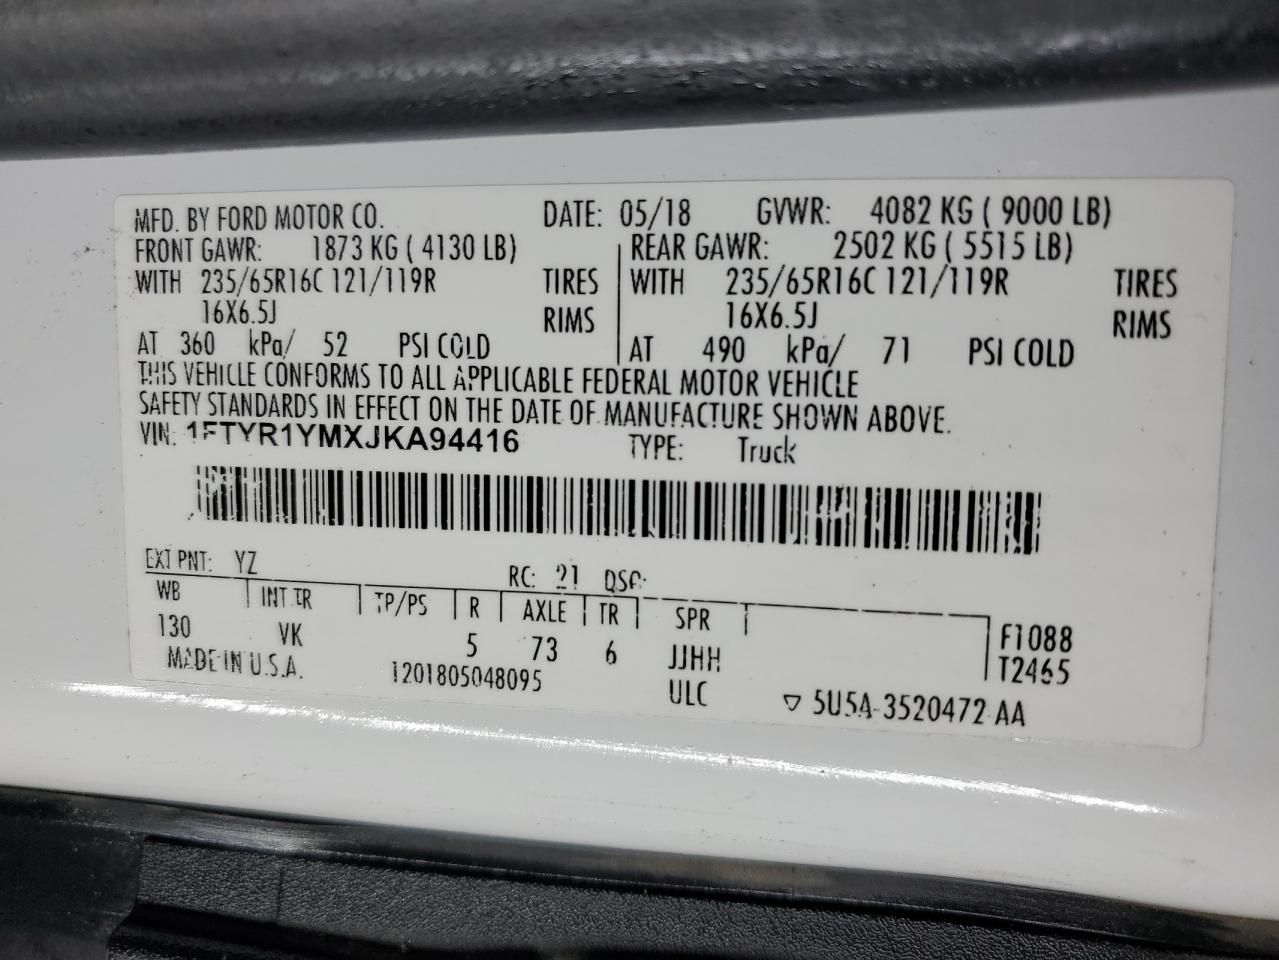 MFD. BY FORD MOTOR CO. DATE: 05/18 GVWR: 4082 KG ( 9000 LB)
FRONT GAWR: 1873 KG ( 4130 LB) REAR GAWR: 2502 KG ( 5515 LB)
WITH 235/65R16C 121/119R TIRES WITH 235/65R16C 121/119R TIRES
16X6.5J RIMS 16X6.5J RIMS
AT 360 kPa/ 52 PSI COLD AT 490 kPa/ 71 PSI COLD
THIS VEHICLE CONFORMS TO ALL APPLICABLE FEDERAL MOTOR VEHICLE
SAFETY STANDARDS IN EFFECT ON THE DATE OF MANUFACTURE SHOWN ABOVE.
VIN: 1FTYR1YMXJKA94416 TYPE: Truck
EXT PNT: YZ RC: 21 DSO:
WB INT TR TP/PS R AXLE TR SPR
130 VK 5 73 6 JJHH F1088
MADE IN U.S.A. 1201805048095 ULC T2465
▽ 5U5A-3520472 AA